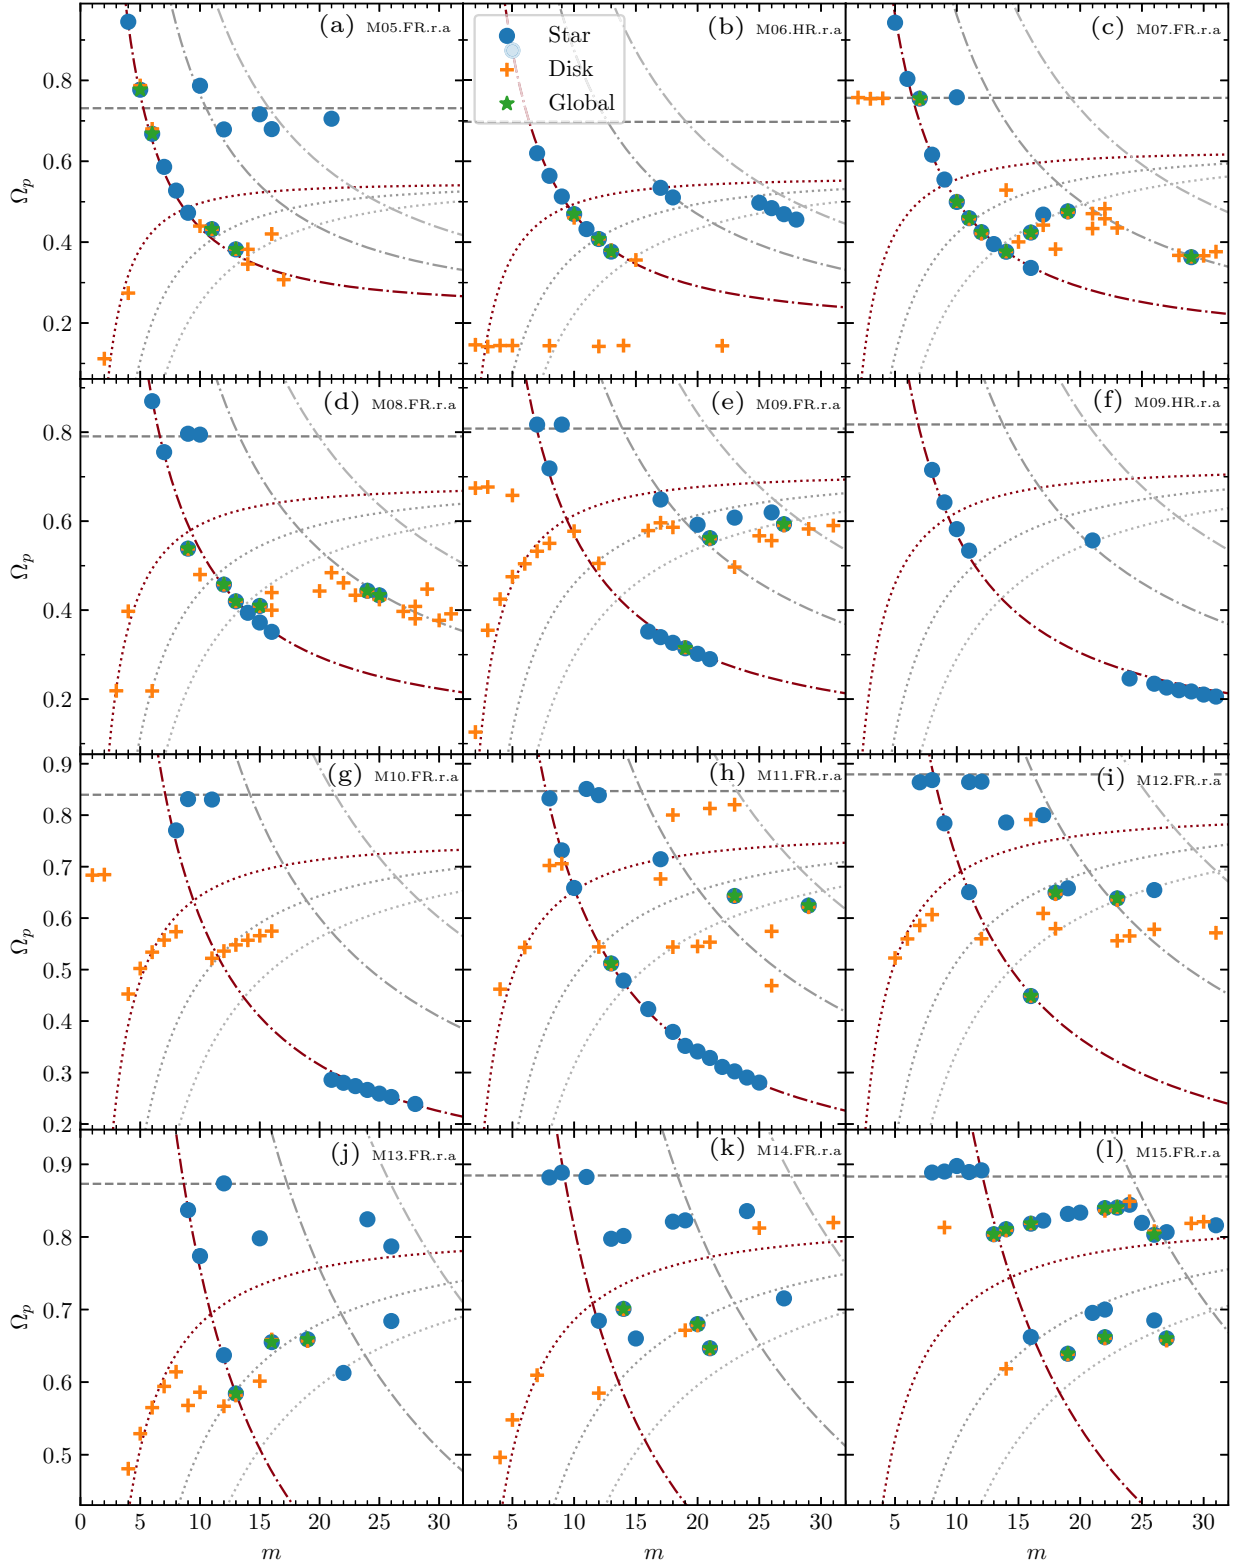 (a) M05.FR.r.a
Star
Disk
Global
(b) M06.HR.r.a
(c) M07.FR.r.a
0.8
0.6
0.4
0.2
Ωp
(d) M08.FR.r.a
(e) M09.FR.r.a
(f) M09.HR.r.a
0.8
0.6
0.4
0.2
Ωp
(g) M10.FR.r.a
(h) M11.FR.r.a
(i) M12.FR.r.a
0.9
0.8
0.7
0.6
0.5
0.4
0.3
0.2
Ωp
(j) M13.FR.r.a
(k) M14.FR.r.a
(l) M15.FR.r.a
0.9
0.8
0.7
0.6
0.5
Ωp
0 5 10 15 20 25 30
5 10 15 20 25 30
5 10 15 20 25 30
m m m